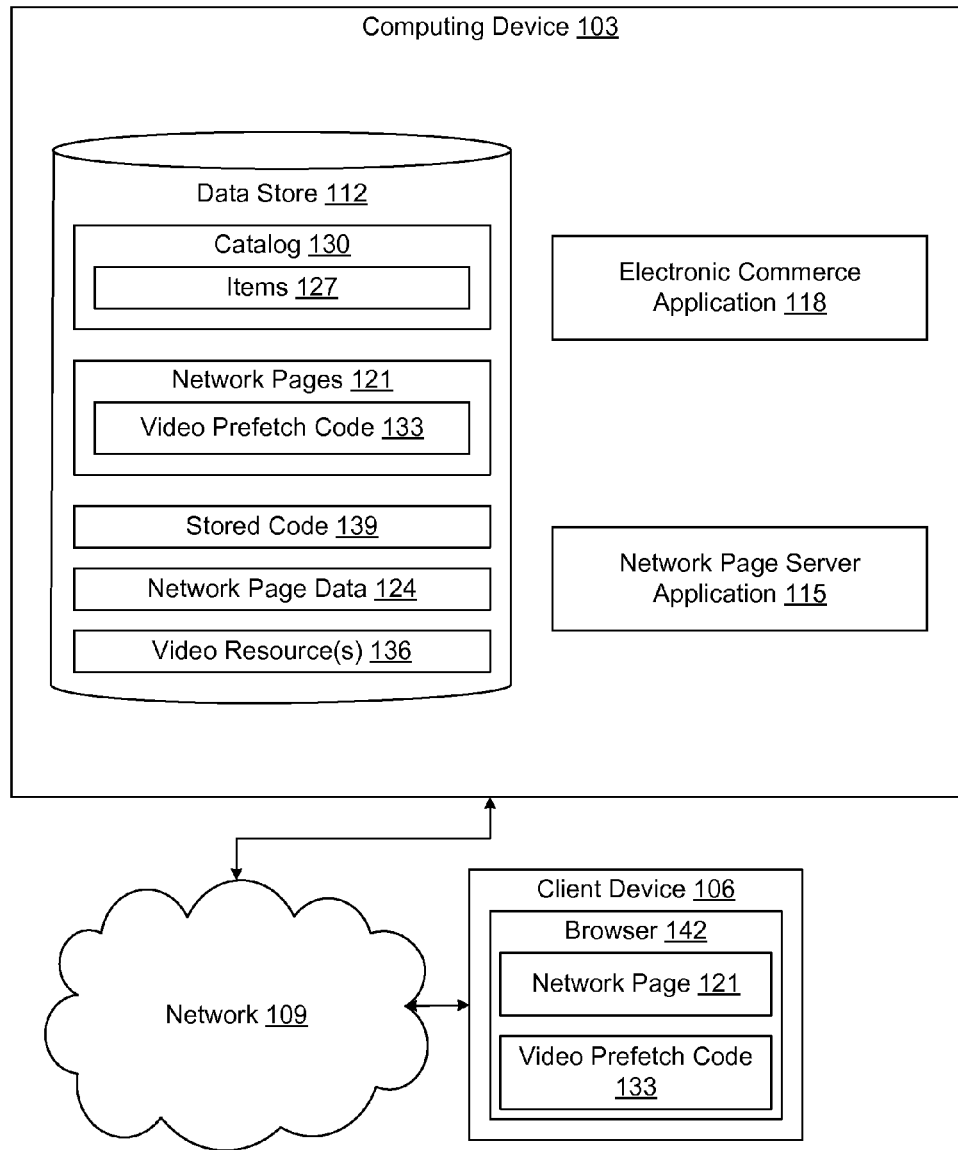 Computing Device 103
Data Store 112
Catalog 130
Items 127
Network Pages 121
Video Prefetch Code 133
Stored Code 139
Network Page Data 124
Video Resource(s) 136
Electronic Commerce
Application 118
Network Page Server
Application 115
Network 109
Client Device 106
Browser 142
Network Page 121
Video Prefetch Code
133